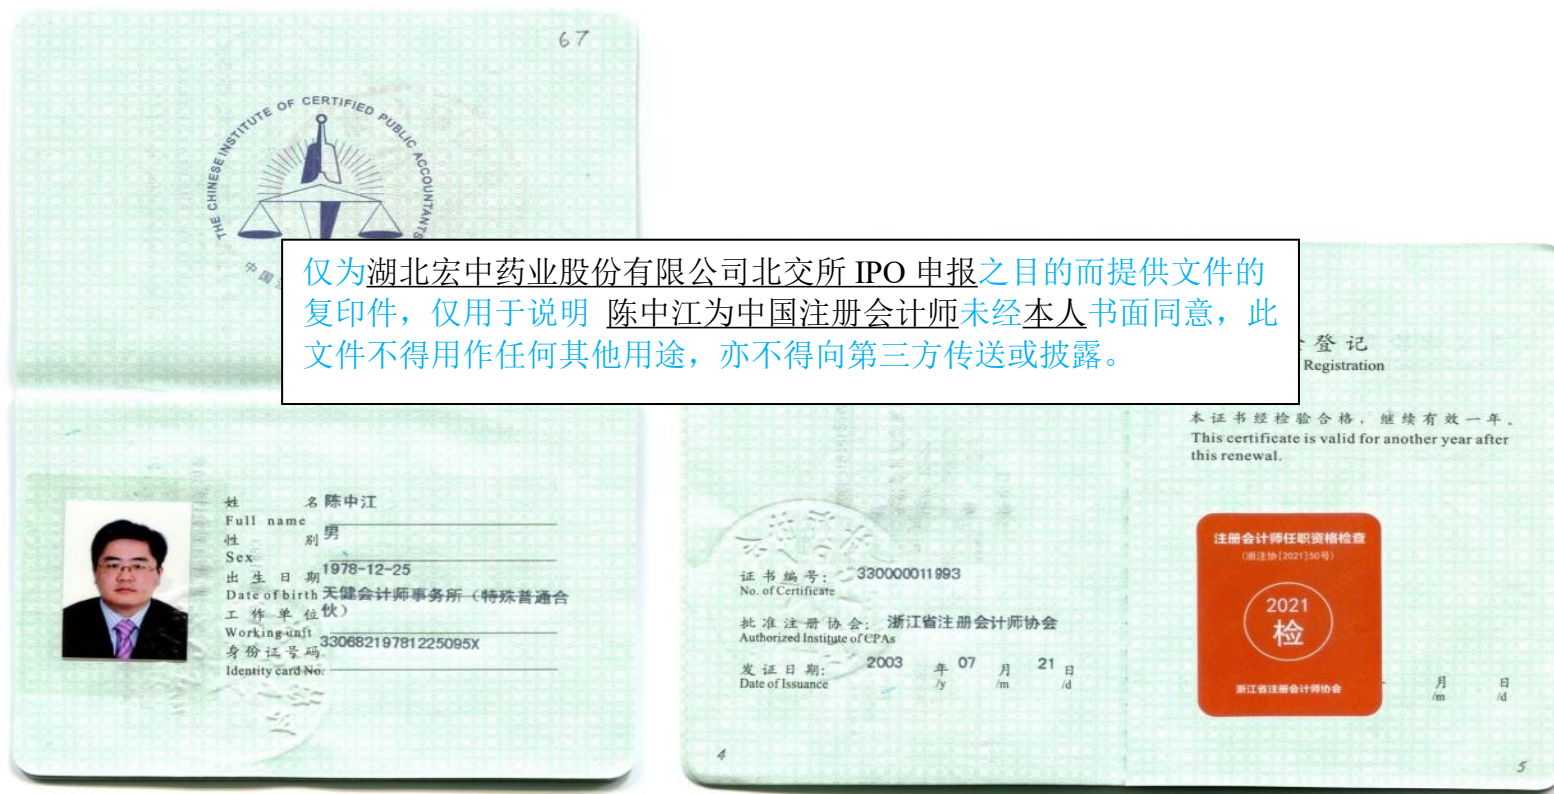 67
THE CHINESE INSTITUTE OF CERTIFIED PUBLIC ACCOUNTANTS
中国
仅为湖北宏中药业股份有限公司北交所 IPO 申报之目的而提供文件的
复印件，仅用于说明 陈中江为中国注册会计师未经本人书面同意，此
文件不得用作任何其他用途，亦不得向第三方传送或披露。
姓名 陈中江
Full name
性别 男
Sex
出生日期 1978-12-25
Date of birth
工作单位 天健会计师事务所（特殊普通合
伙）
Working unit
身份证号码 33068219781225095X
Identity card No.
证书编号： 330000011993
No. of Certificate
批准注册协会： 浙江省注册会计师协会
Authorized Institute of CPAs
发证日期： 2003 年 07 月 21 日
Date of Issuance /y /m /d
4
登记
Registration
本证书经检验合格，继续有效一年。
This certificate is valid for another year after
this renewal.
注册会计师任职资格检查
（浙注协[2021]50号）
2021
检
浙江省注册会计师协会
月 日
/m /d
5